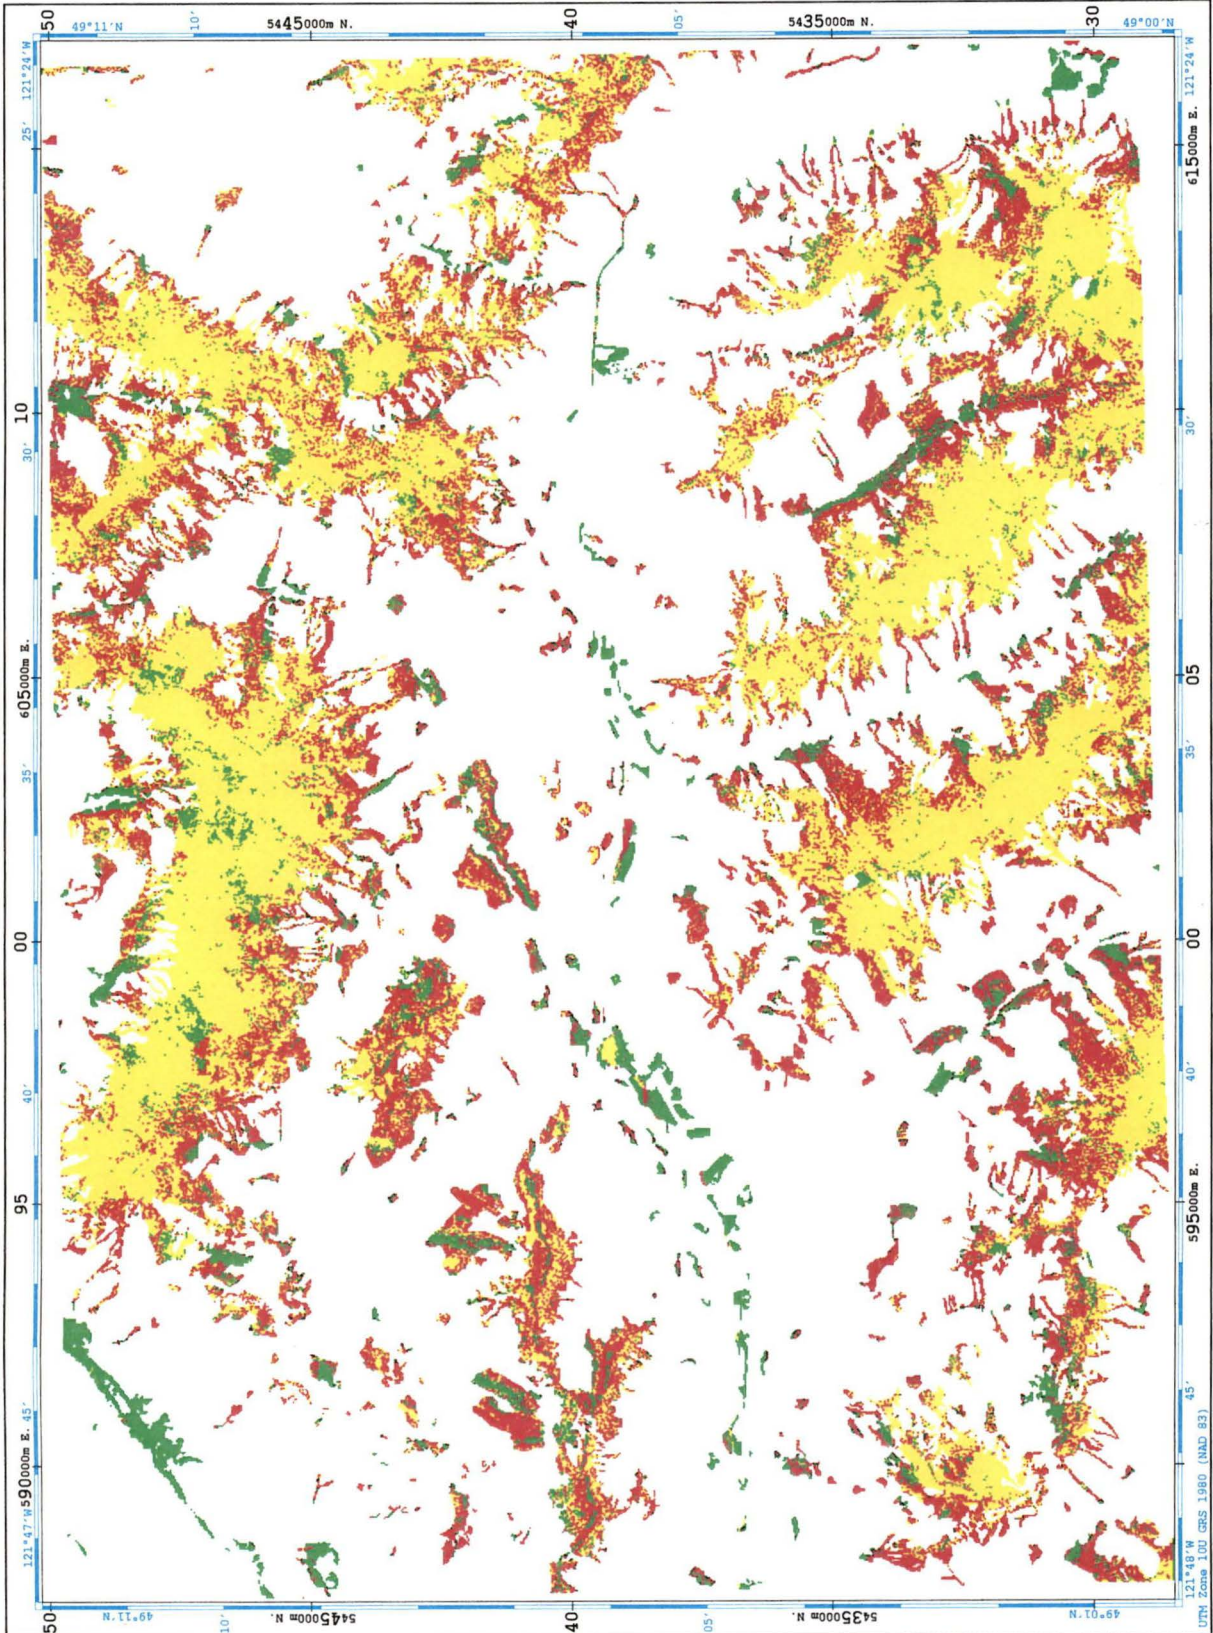 50
49°11'N
10'
5445000m N.
40
05'
5435000m N.
30
49°00'N
121°24'W
25'
10
30'
605000m E.
35'
00
40'
95
45'
590000m E.
121°47'W
121°24'W
615000m E.
30'
05
35'
00
40'
595000m E.
45'
121°48'W
50
49°11'N
10'
5445000m N.
40
05'
5435000m N.
49°01'N
UTM Zone 10U GRS 1980 (NAD 83)